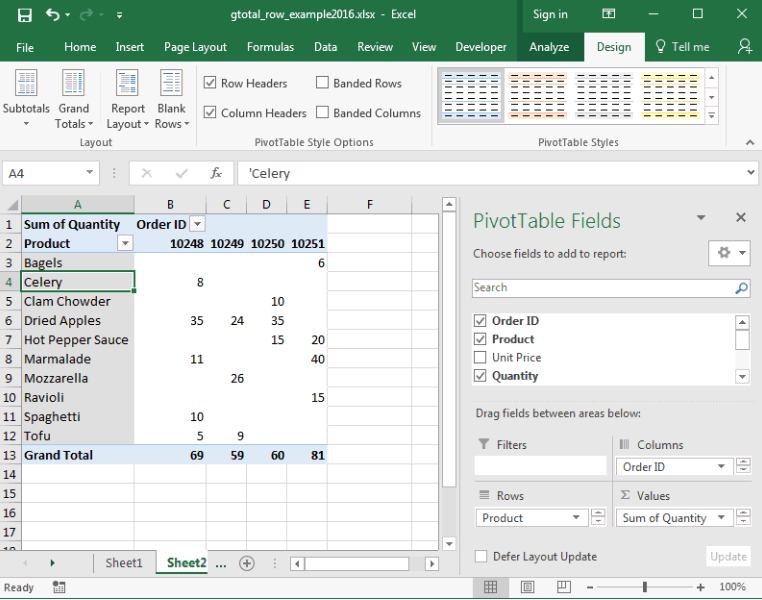 gtotal_row_example2016.xlsx - Excel Sign in
File Home Insert Page Layout Formulas Data Review View Developer Analyze Design Tell me
Subtotals Grand Totals Report Layout Blank Rows
Row Headers Banded Rows
Column Headers Banded Columns
Layout PivotTable Style Options PivotTable Styles
A4 fx 'Celery
A B C D E F
1 Sum of Quantity Order ID
2 Product 10248 10249 10250 10251
3 Bagels 6
4 Celery 8
5 Clam Chowder 10
6 Dried Apples 35 24 35
7 Hot Pepper Sauce 15 20
8 Marmalade 11 40
9 Mozzarella 26
10 Ravioli 15
11 Spaghetti 10
12 Tofu 5 9
13 Grand Total 69 59 60 81
14
15
16
17
18
Sheet1 Sheet2 ...
PivotTable Fields
Choose fields to add to report:
Search
Order ID
Product
Unit Price
Quantity
Drag fields between areas below:
Filters Columns
Order ID
Rows Σ Values
Product Sum of Quantity
Defer Layout Update Update
Ready 100%